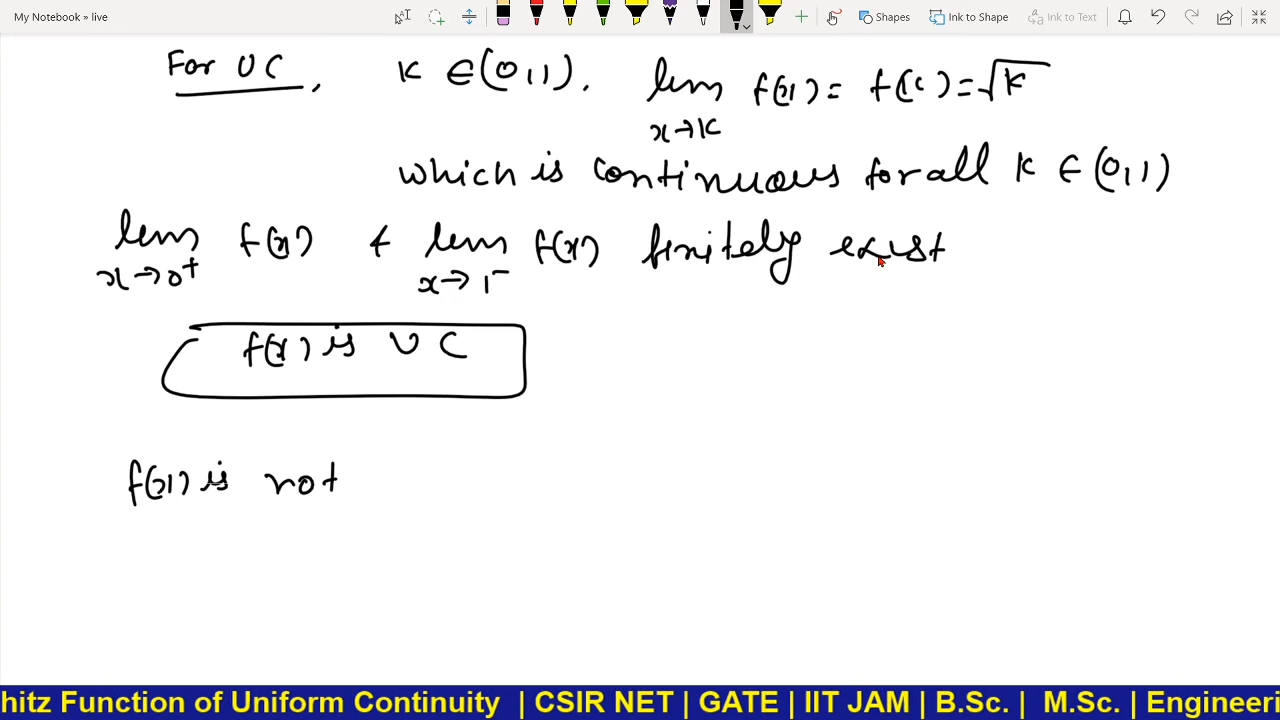 My Notebook » live
Shapes Ink to Shape Ink to Text
For UC, K ∈ (0,1). lim x→K f(x) = f(K) = √K
which is continuous for all K ∈ (0,1)
lim x→0⁺ f(x) & lim x→1⁻ f(x) finitely exist
f(x) is UC
f(x) is not
hitz Function of Uniform Continuity | CSIR NET | GATE | IIT JAM | B.Sc. | M.Sc. | Engineeri